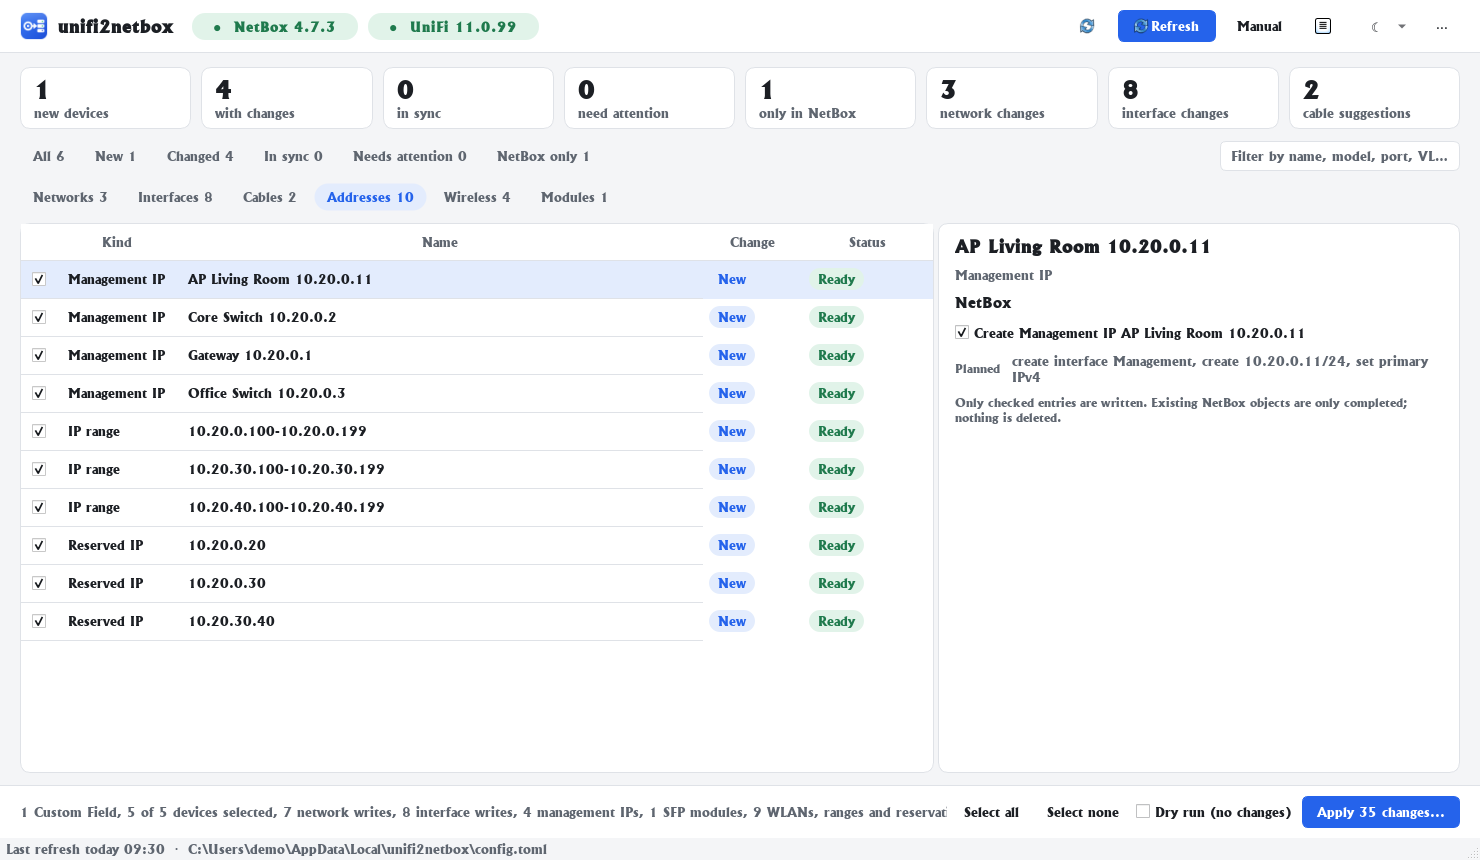 unifi2netbox
● NetBox 4.7.3
● UniFi 11.0.99
Refresh
Manual
...
1
new devices
4
with changes
0
in sync
0
need attention
1
only in NetBox
3
network changes
8
interface changes
2
cable suggestions
All 6
New 1
Changed 4
In sync 0
Needs attention 0
NetBox only 1
Filter by name, model, port, VL...
Networks 3
Interfaces 8
Cables 2
Addresses 10
Wireless 4
Modules 1
Kind Name Change Status
Management IP AP Living Room 10.20.0.11 New Ready
Management IP Core Switch 10.20.0.2 New Ready
Management IP Gateway 10.20.0.1 New Ready
Management IP Office Switch 10.20.0.3 New Ready
IP range 10.20.0.100-10.20.0.199 New Ready
IP range 10.20.30.100-10.20.30.199 New Ready
IP range 10.20.40.100-10.20.40.199 New Ready
Reserved IP 10.20.0.20 New Ready
Reserved IP 10.20.0.30 New Ready
Reserved IP 10.20.30.40 New Ready
AP Living Room 10.20.0.11
Management IP
NetBox
Create Management IP AP Living Room 10.20.0.11
Planned create interface Management, create 10.20.0.11/24, set primary
IPv4
Only checked entries are written. Existing NetBox objects are only completed;
nothing is deleted.
1 Custom Field, 5 of 5 devices selected, 7 network writes, 8 interface writes, 4 management IPs, 1 SFP modules, 9 WLANs, ranges and reservati
Select all
Select none
Dry run (no changes)
Apply 35 changes...
Last refresh today 09:30 · C:\Users\demo\AppData\Local\unifi2netbox\config.toml